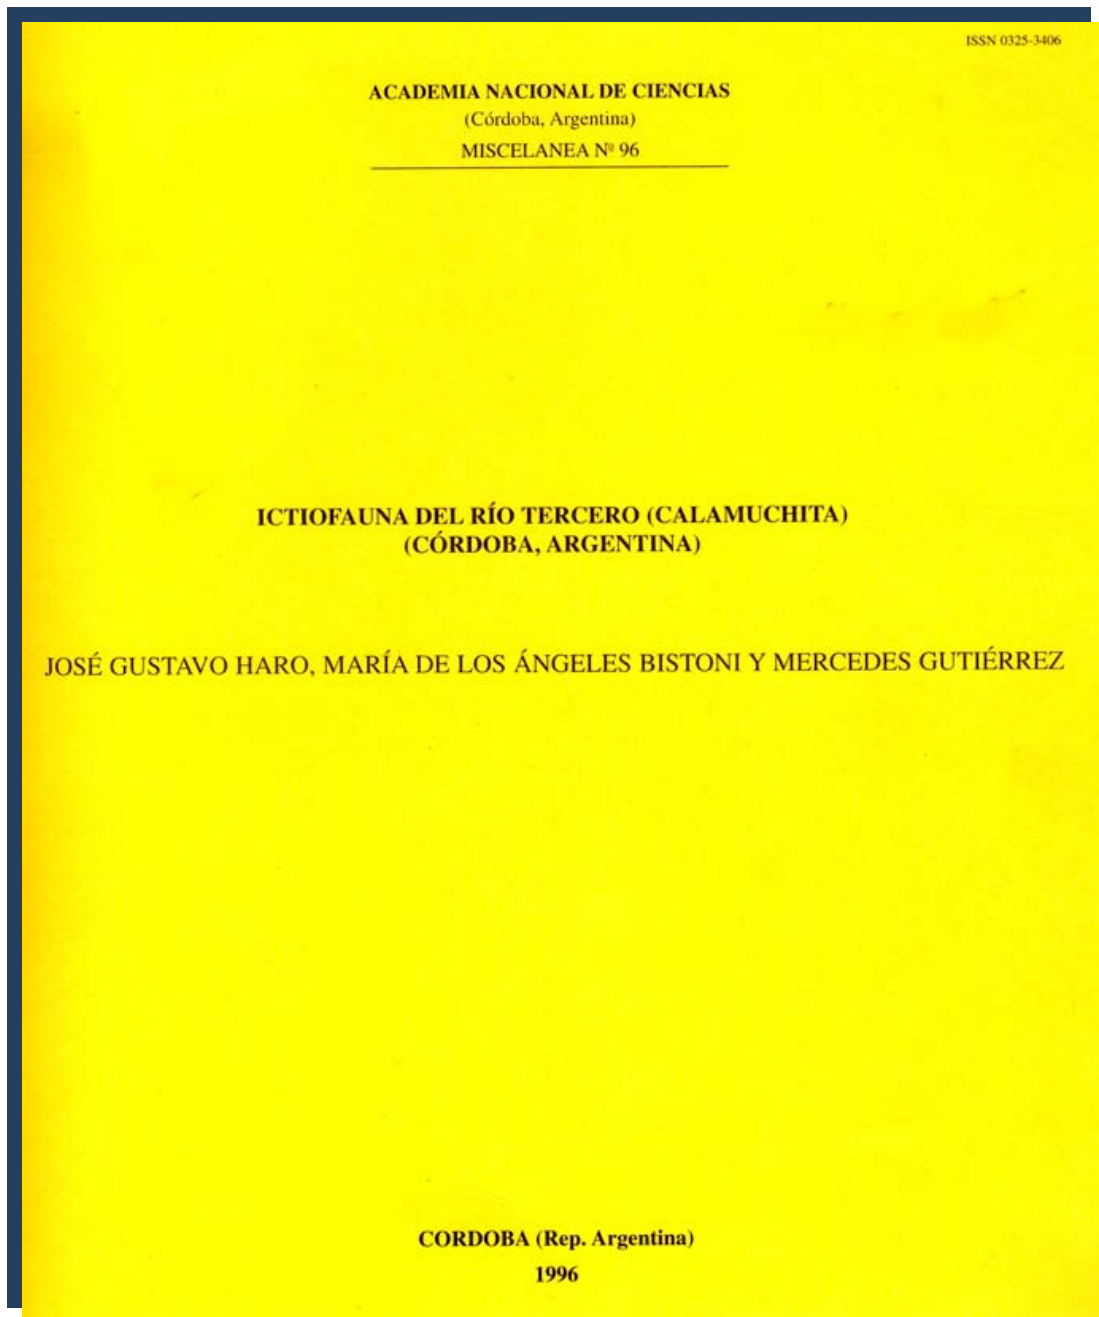 ISSN 0325-3406
ACADEMIA NACIONAL DE CIENCIAS
(Córdoba, Argentina)
MISCELANEA Nº 96
ICTIOFAUNA DEL RÍO TERCERO (CALAMUCHITA)
(CÓRDOBA, ARGENTINA)
JOSÉ GUSTAVO HARO, MARÍA DE LOS ÁNGELES BISTONI Y MERCEDES GUTIÉRREZ
CORDOBA (Rep. Argentina)
1996